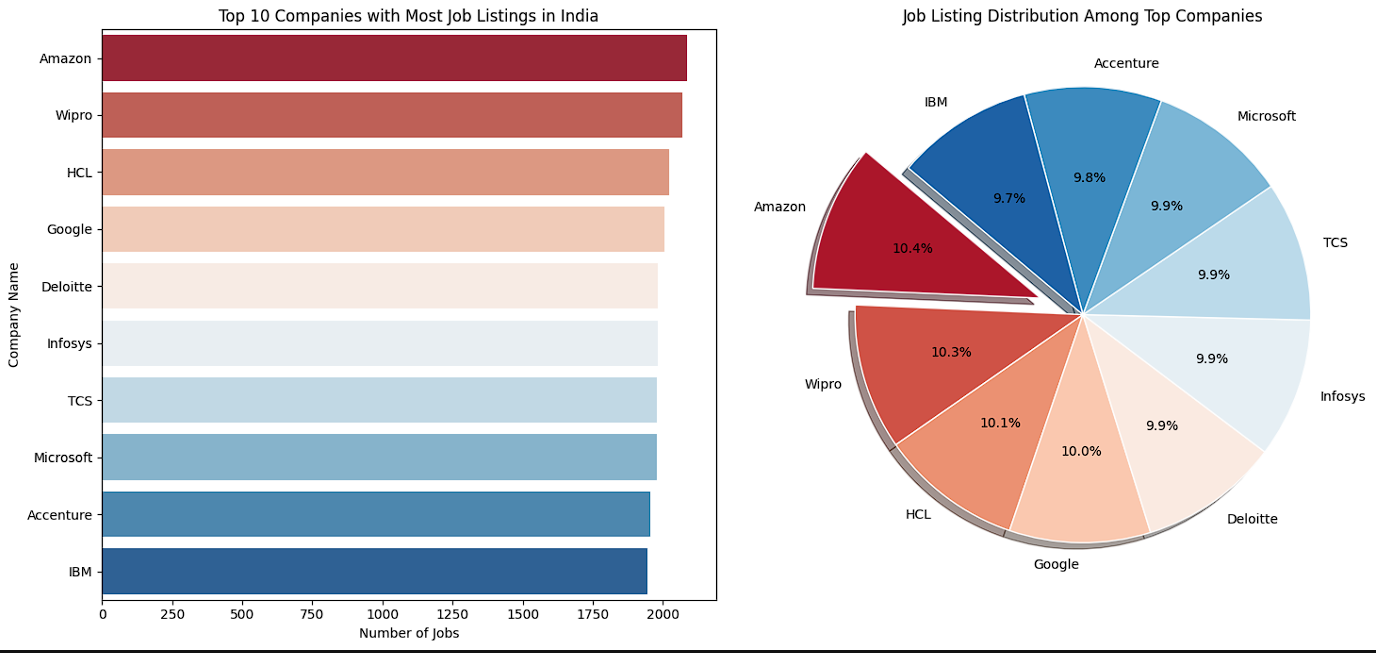 Top 10 Companies with Most Job Listings in India
Company Name
Amazon
Wipro
HCL
Google
Deloitte
Infosys
TCS
Microsoft
Accenture
IBM
0 250 500 750 1000 1250 1500 1750 2000
Number of Jobs
Job Listing Distribution Among Top Companies
Accenture
IBM
Microsoft
Amazon
TCS
Wipro
Infosys
HCL
Deloitte
Google
9.8%
9.7%
9.9%
10.4%
9.9%
10.3%
9.9%
10.1%
9.9%
10.0%